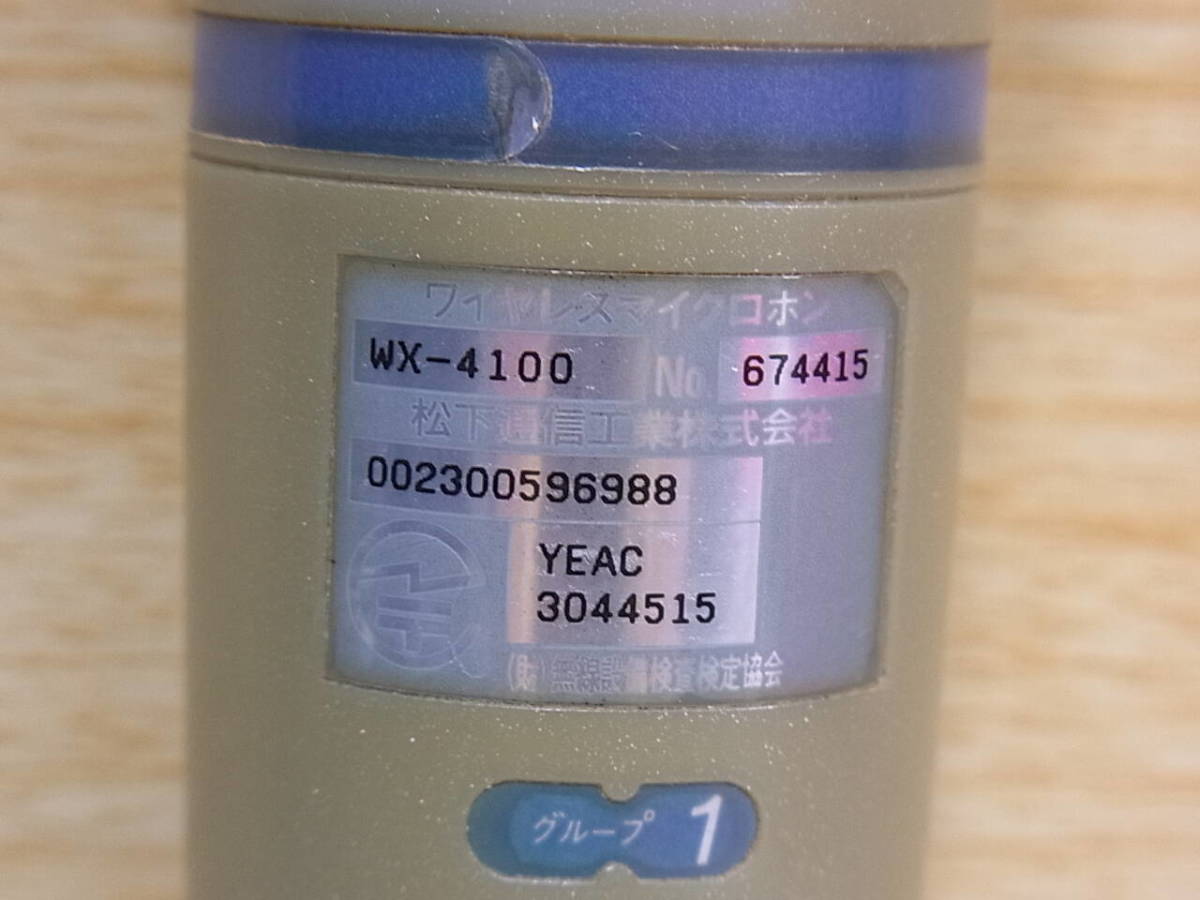 ワイヤレスマイクロホン
WX-4100 No. 674415
松下通信工業株式会社
002300596988
YEAC
3044515
(財)無線設備検査検定協会
グループ 1